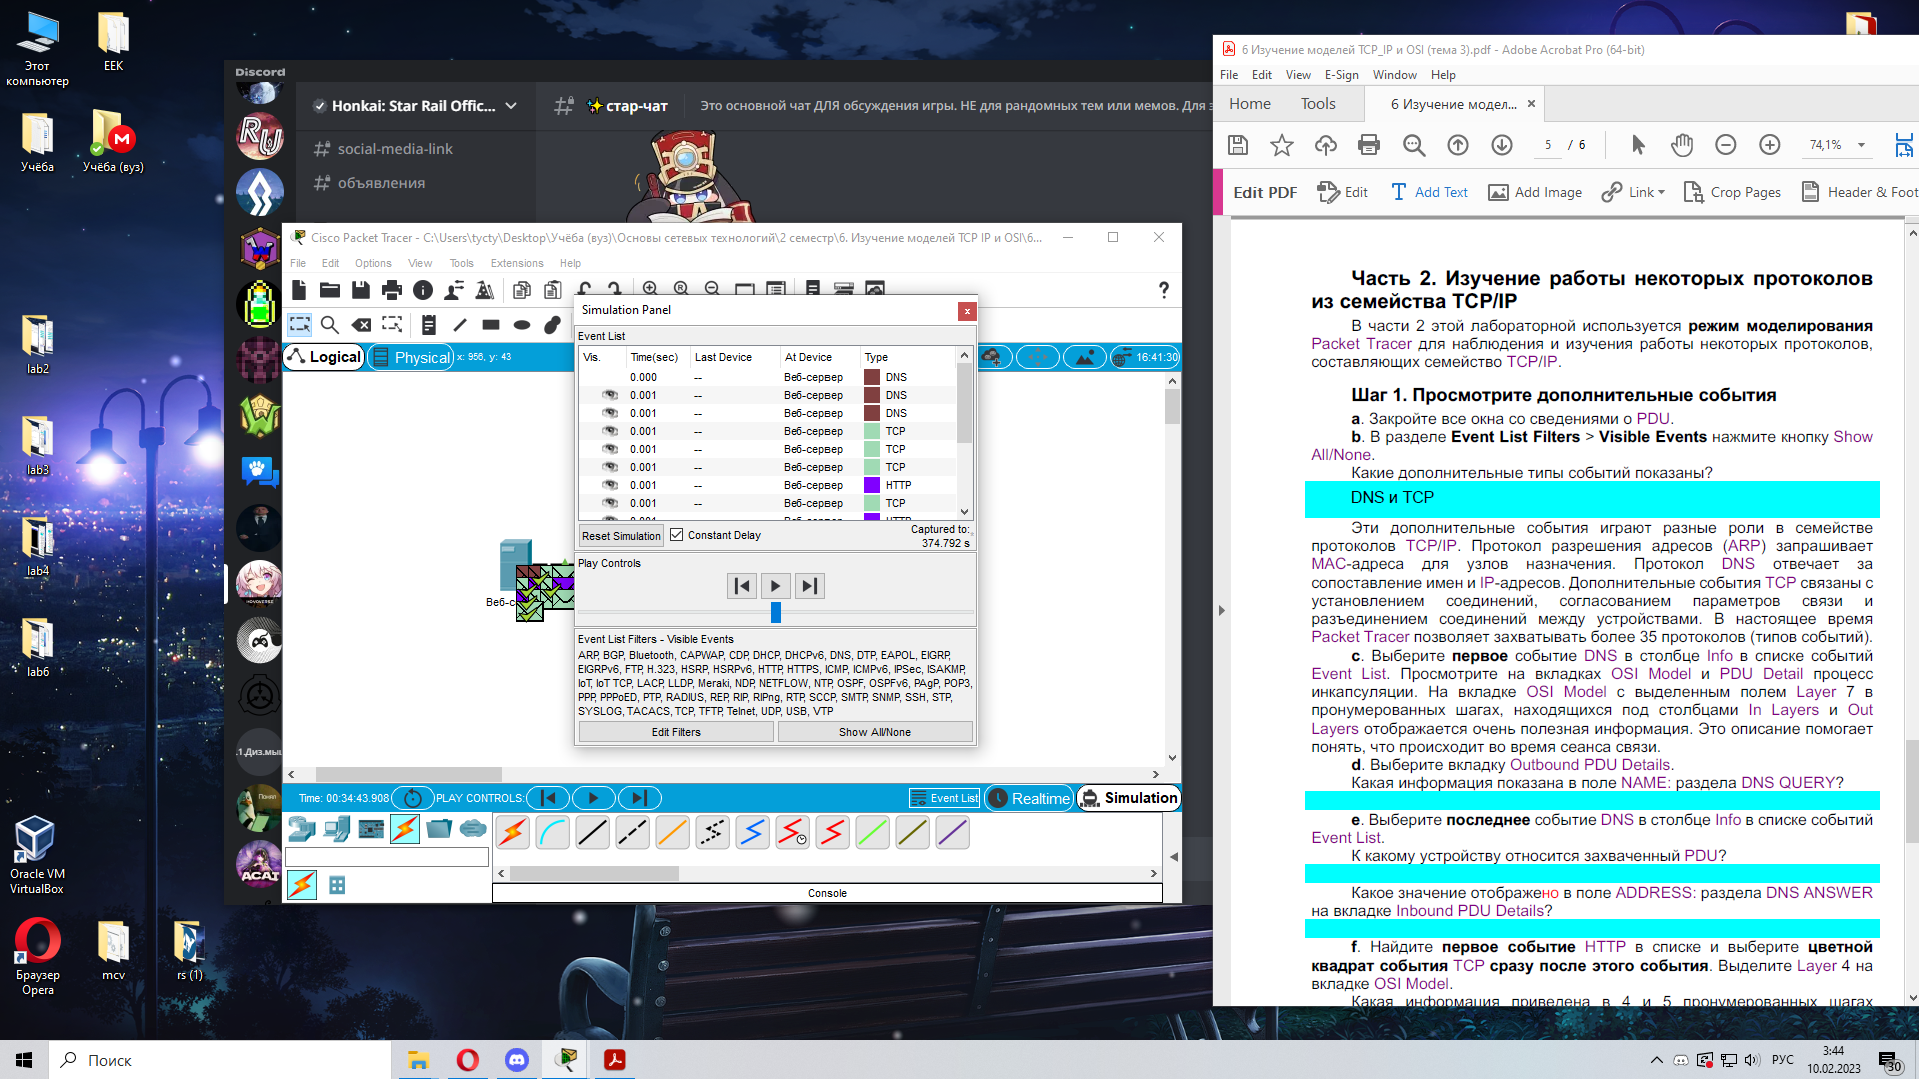 Этот компьютер
EEK
Учёба
Учёба (вуз)
lab2
lab3
lab4
lab6
Oracle VM VirtualBox
Браузер Opera
mcv
rs (1)
Discord
Honkai: Star Rail Offic...
стар-чат
Это основной чат ДЛЯ обсуждения игры. НЕ для рандомных тем или мемов. Для э
social-media-link
объявления
RU
1.Диз.мыш
Понял
ACAI
Cisco Packet Tracer - C:\Users\tycty\Desktop\Учёба (вуз)\Основы сетевых технологий\2 семестр\6. Изучение моделей TCP IP и OSI\6...
File Edit Options View Tools Extensions Help
Logical
Physical
x: 956, y: 43
16:41:30
Веб-с
Simulation Panel
Event List
Vis. Time(sec) Last Device At Device Type
0.000 -- Веб-сервер DNS
0.001 -- Веб-сервер DNS
0.001 -- Веб-сервер DNS
0.001 -- Веб-сервер TCP
0.001 -- Веб-сервер TCP
0.001 -- Веб-сервер TCP
0.001 -- Веб-сервер HTTP
0.001 -- Веб-сервер TCP
0.001 -- Веб-сервер HTTP
Reset Simulation
Constant Delay
Captured to:
374.792 s
Play Controls
Event List Filters - Visible Events
ARP, BGP, Bluetooth, CAPWAP, CDP, DHCP, DHCPv6, DNS, DTP, EAPOL, EIGRP,
EIGRPv6, FTP, H.323, HSRP, HSRPv6, HTTP, HTTPS, ICMP, ICMPv6, IPSec, ISAKMP,
IoT, IoT TCP, LACP, LLDP, Meraki, NDP, NETFLOW, NTP, OSPF, OSPFv6, PAgP, POP3,
PPP, PPPoED, PTP, RADIUS, REP, RIP, RIPng, RTP, SCCP, SMTP, SNMP, SSH, STP,
SYSLOG, TACACS, TCP, TFTP, Telnet, UDP, USB, VTP
Edit Filters
Show All/None
Time: 00:34:43.908
PLAY CONTROLS:
Event List
Realtime
Simulation
Console
6 Изучение моделей TCP_IP и OSI (тема 3).pdf - Adobe Acrobat Pro (64-bit)
File Edit View E-Sign Window Help
Home
Tools
6 Изучение модел...
5 / 6
74,1%
Edit PDF
Edit
Add Text
Add Image
Link
Crop Pages
Header & Foot
Часть 2. Изучение работы некоторых протоколов
из семейства TCP/IP
В части 2 этой лабораторной используется режим моделирования
Packet Tracer для наблюдения и изучения работы некоторых протоколов,
составляющих семейство TCP/IP.
Шаг 1. Просмотрите дополнительные события
a. Закройте все окна со сведениями о PDU.
b. В разделе Event List Filters > Visible Events нажмите кнопку Show
All/None.
Какие дополнительные типы событий показаны?
DNS и TCP
Эти дополнительные события играют разные роли в семействе
протоколов TCP/IP. Протокол разрешения адресов (ARP) запрашивает
MAC-адреса для узлов назначения. Протокол DNS отвечает за
сопоставление имен и IP-адресов. Дополнительные события TCP связаны с
установлением соединений, согласованием параметров связи и
разъединением соединений между устройствами. В настоящее время
Packet Tracer позволяет захватывать более 35 протоколов (типов событий).
c. Выберите первое событие DNS в столбце Info в списке событий
Event List. Просмотрите на вкладках OSI Model и PDU Detail процесс
инкапсуляции. На вкладке OSI Model с выделенным полем Layer 7 в
пронумерованных шагах, находящихся под столбцами In Layers и Out
Layers отображается очень полезная информация. Это описание помогает
понять, что происходит во время сеанса связи.
d. Выберите вкладку Outbound PDU Details.
Какая информация показана в поле NAME: раздела DNS QUERY?
e. Выберите последнее событие DNS в столбце Info в списке событий
Event List.
К какому устройству относится захваченный PDU?
Какое значение отображено в поле ADDRESS: раздела DNS ANSWER
на вкладке Inbound PDU Details?
f. Найдите первое событие HTTP в списке и выберите цветной
квадрат события TCP сразу после этого события. Выделите Layer 4 на
вкладке OSI Model.
Какая информация приведена в 4 и 5 пронумерованных шагах
Поиск
РУС
3:44
10.02.2023
30